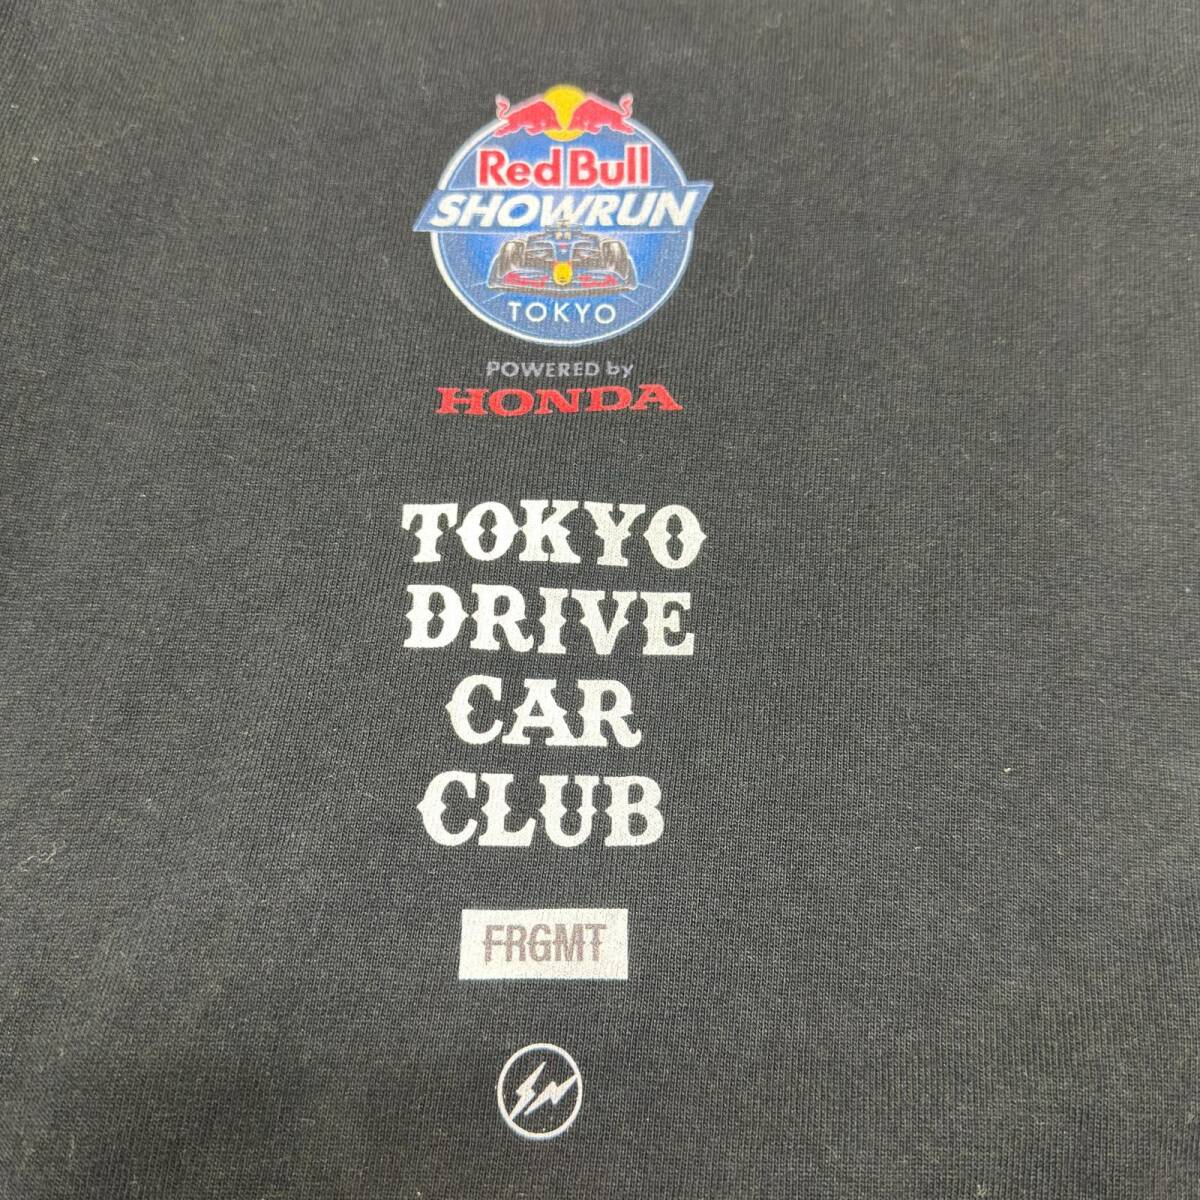 Red Bull
SHOWRUN
TOKYO
POWERED by
HONDA
TOKYO
DRIVE
CAR
CLUB
FRGMT